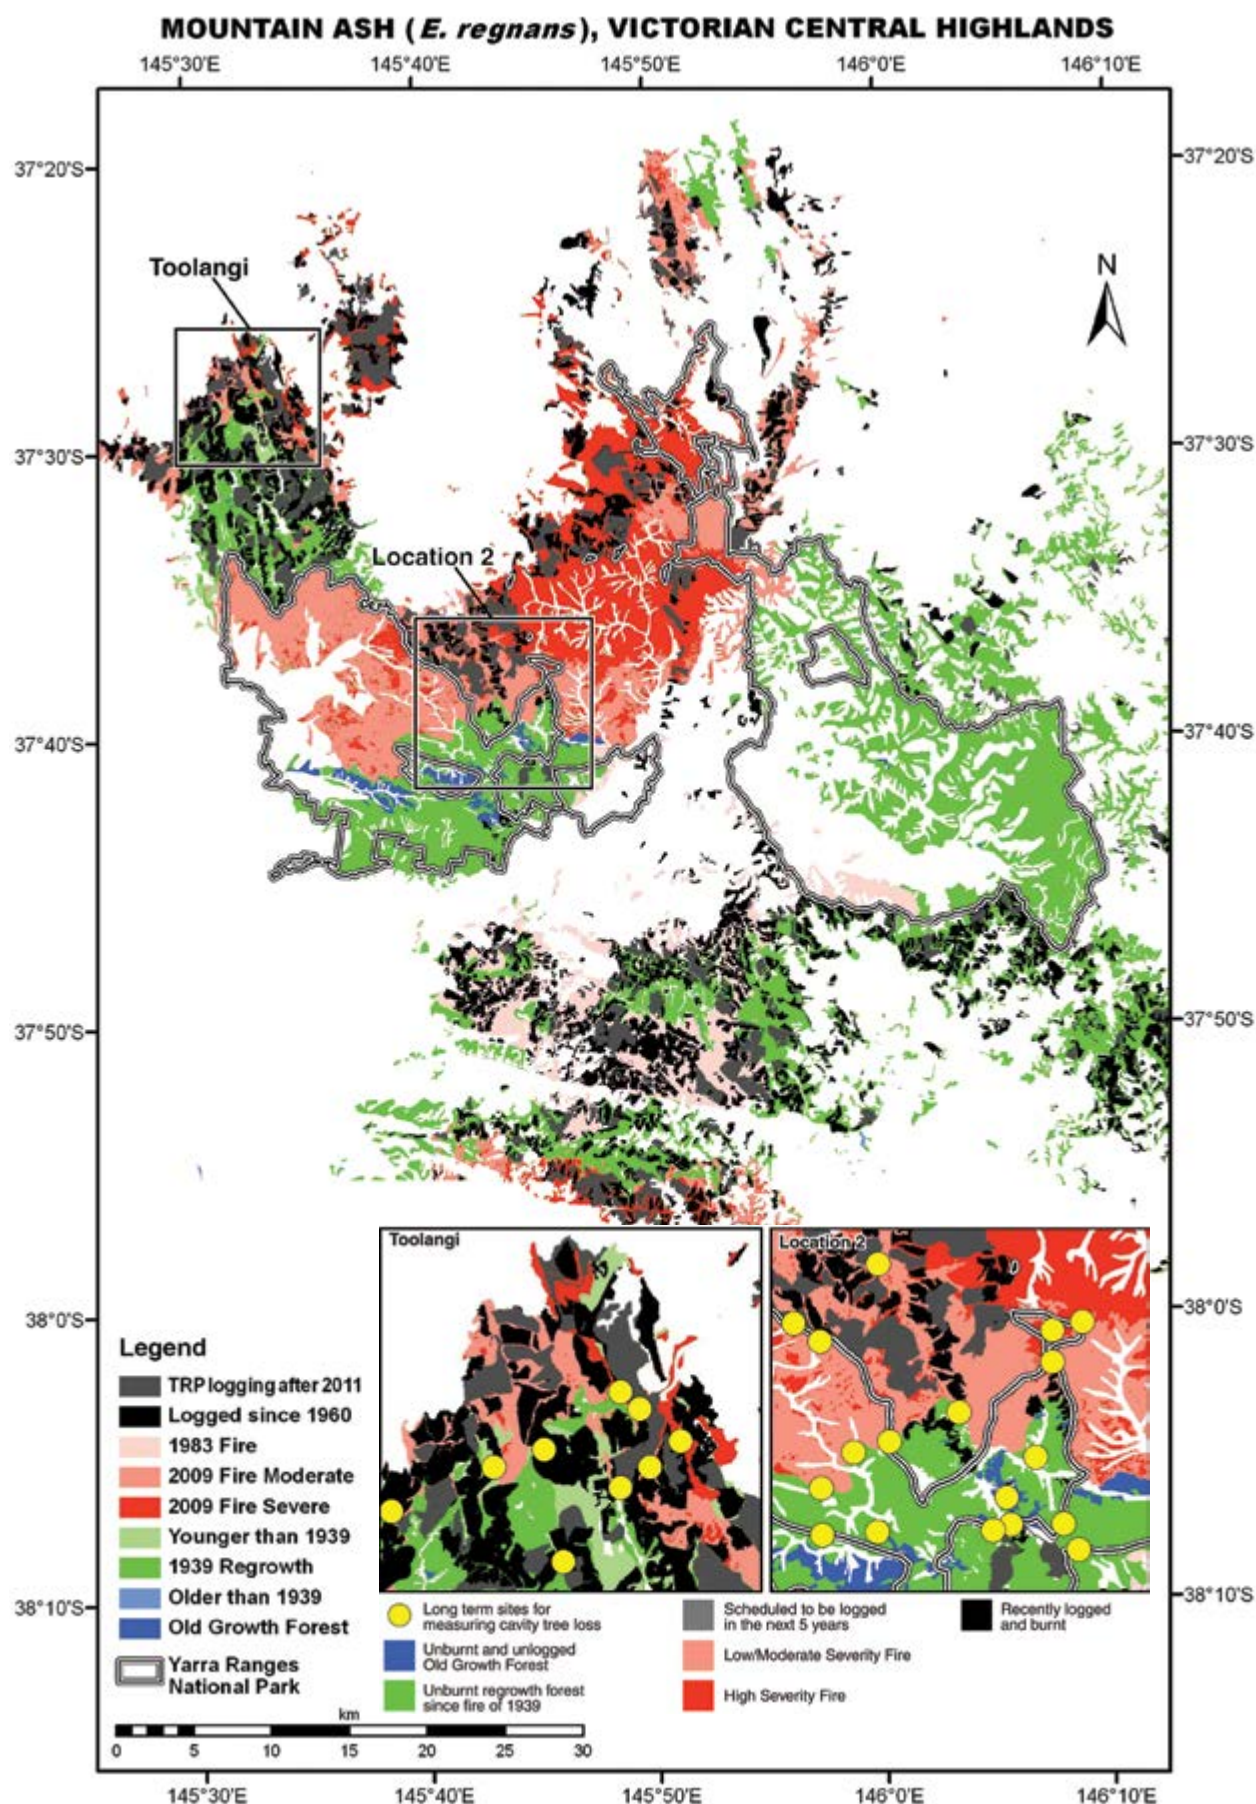 MOUNTAIN ASH (E. regnans), VICTORIAN CENTRAL HIGHLANDS
145°30'E 145°40'E 145°50'E 146°0'E 146°10'E
37°20'S 37°20'S
N
Toolangi
37°30'S 37°30'S
Location 2
37°40'S 37°40'S
37°50'S 37°50'S
Toolangi Location 2
38°0'S 38°0'S
Legend
TRP logging after 2011
Logged since 1960
1983 Fire
2009 Fire Moderate
2009 Fire Severe
Younger than 1939
1939 Regrowth
Older than 1939
Old Growth Forest
Yarra Ranges
National Park
38°10'S 38°10'S
Long term sites for
measuring cavity tree loss
Unburnt and unlogged
Old Growth Forest
Unburnt regrowth forest
since fire of 1939
Scheduled to be logged
in the next 5 years
Low/Moderate Severity Fire
High Severity Fire
Recently logged
and burnt
km
0 5 10 15 20 25 30
145°30'E 145°40'E 145°50'E 146°0'E 146°10'E